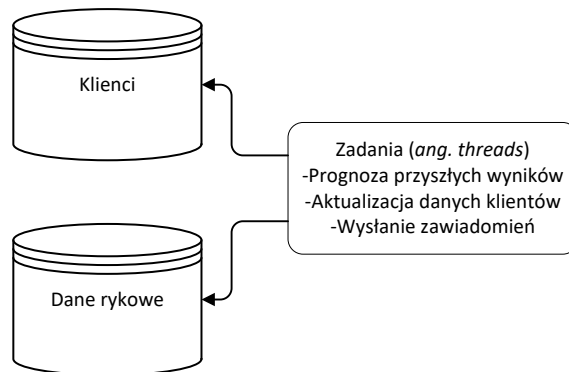 Klienci
Zadania (ang. threads)
-Prognoza przyszłych wyników
-Aktualizacja danych klientów
-Wysłanie zawiadomień
Dane rykowe